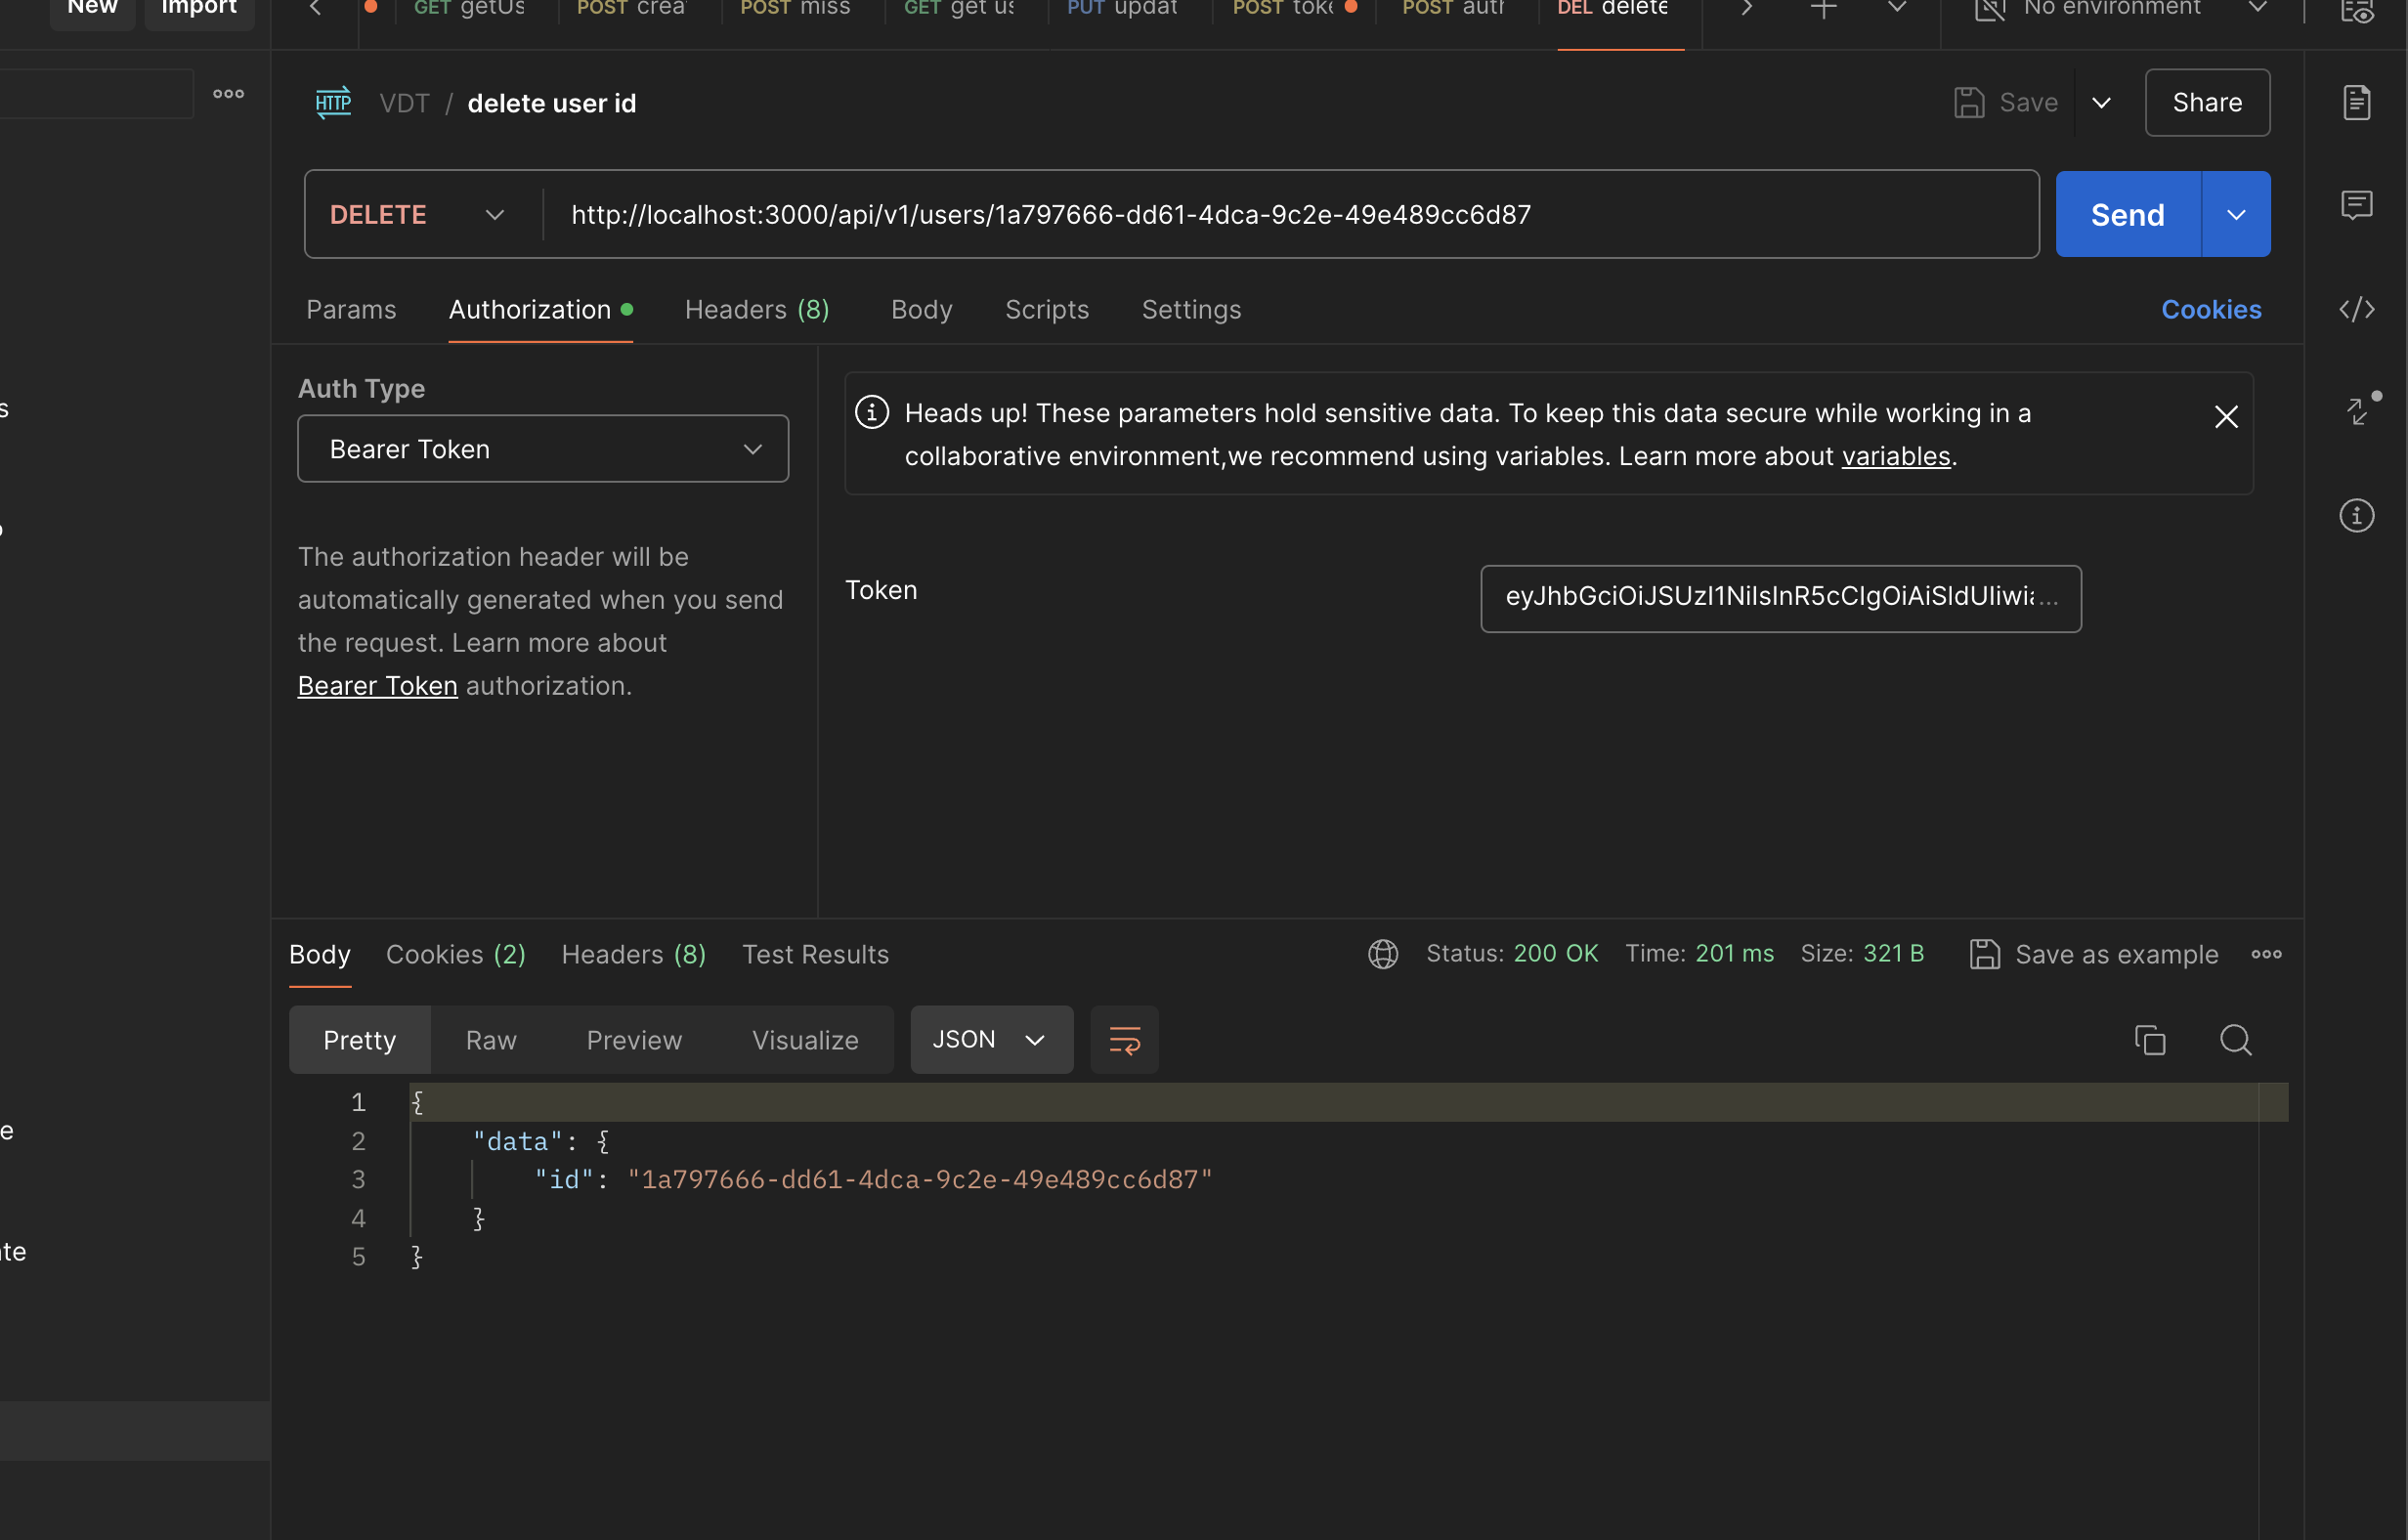 New Import
GET getUs POST crea POST miss GET get us PUT updat POST toke POST auth DEL delete No environment
HTTP VDT / delete user id Save Share
DELETE http://localhost:3000/api/v1/users/1a797666-dd61-4dca-9c2e-49e489cc6d87 Send
Params Authorization Headers (8) Body Scripts Settings Cookies
Auth Type
Bearer Token
The authorization header will be
automatically generated when you send
the request. Learn more about
Bearer Token authorization.
Heads up! These parameters hold sensitive data. To keep this data secure while working in a
collaborative environment,we recommend using variables. Learn more about variables.
Token eyJhbGciOiJSUzI1NiIsInR5cCIgOiAiSldUIiwia...
s
e
te
Body Cookies (2) Headers (8) Test Results Status: 200 OK Time: 201 ms Size: 321 B Save as example
Pretty Raw Preview Visualize JSON
1 {
2 "data": {
3 "id": "1a797666-dd61-4dca-9c2e-49e489cc6d87"
4 }
5 }